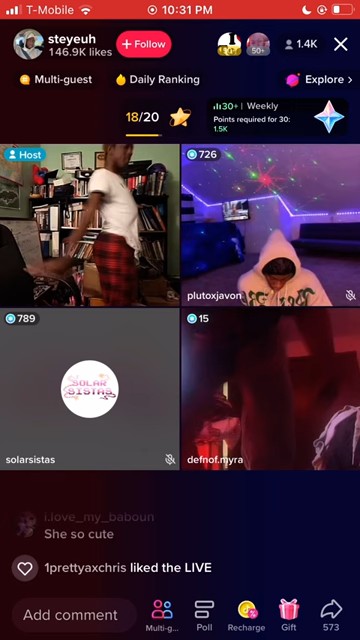 T-Mobile 10:31 PM
steyeuh
146.9K likes
+ Follow
50+
1.4K
Multi-guest
Daily Ranking
Explore >
18/20
30+ | Weekly
Points required for 30:
1.5K
Host
726
plutoxjavon
789
SOLAR
SISTAS
solarsistas
15
defnof.myra
i.love_my_baboun
She so cute
1prettyaxchris liked the LIVE
Add comment
Multi-g...
Poll
Recharge
Gift
573